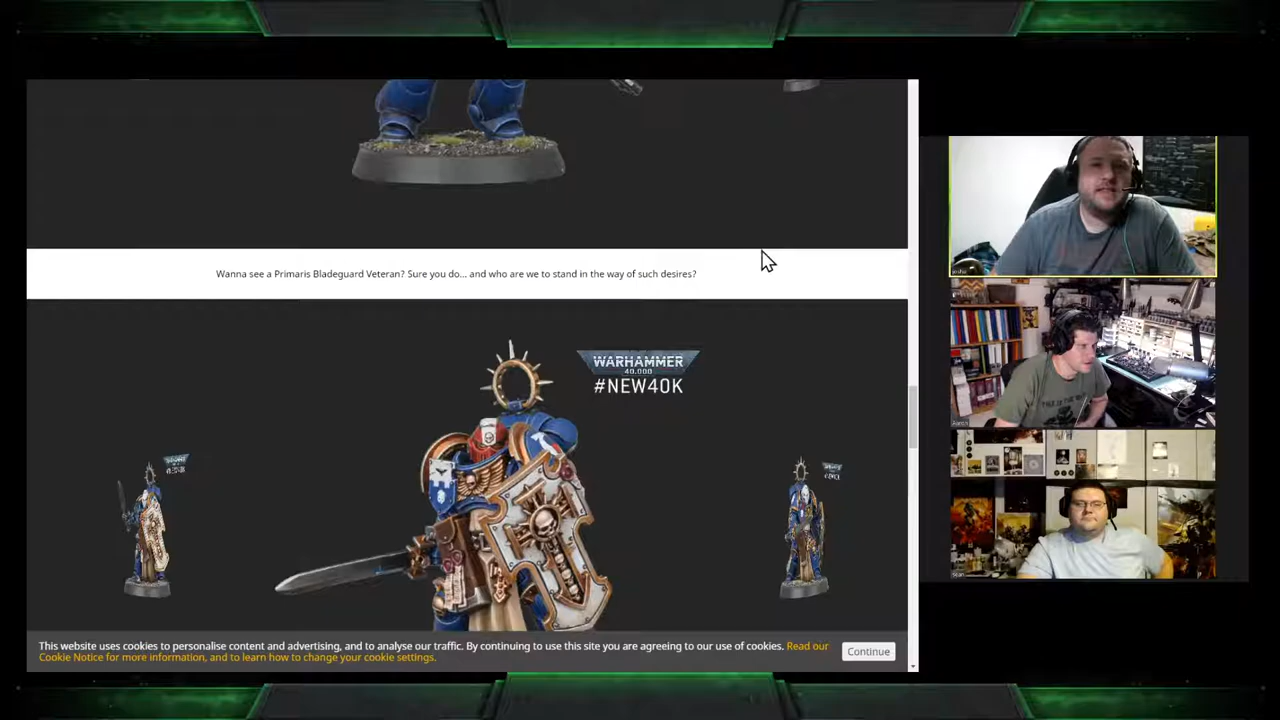 Wanna see a Primaris Bladeguard Veteran? Sure you do... and who are we to stand in the way of such desires?
WARHAMMER
40,000
#NEW40K
This website uses cookies to personalise content and advertising, and to analyse our traffic. By continuing to use this site you are agreeing to our use of cookies. Read our
Cookie Notice for more information, and to learn how to change your cookie settings.
Continue
Aaron
Sean